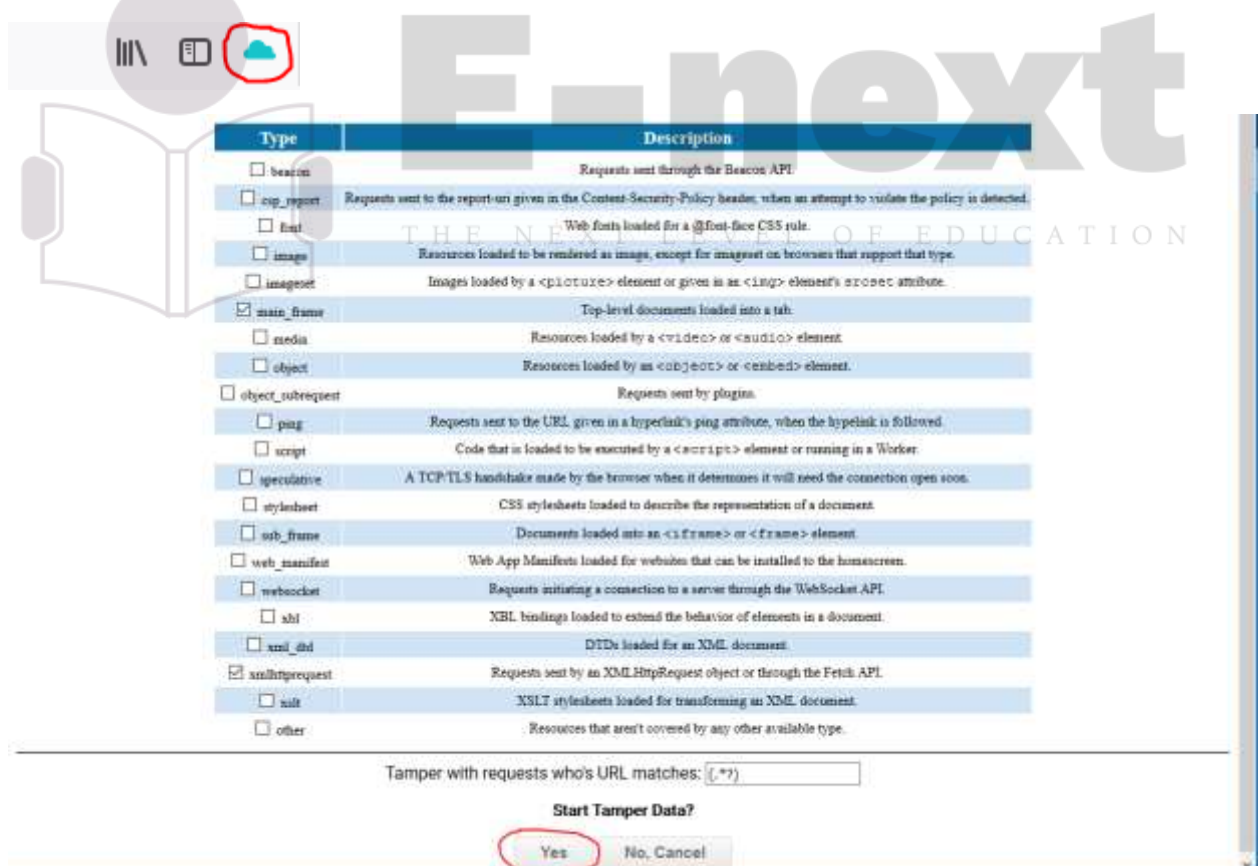 E-next
THE NEXT LEVEL OF EDUCATION
Type Description
beacon Requests sent through the Beacon API.
csp_report Requests sent to the report-uri given in the Content-Security-Policy header, when an attempt to violate the policy is detected.
font Web fonts loaded for a @font-face CSS rule.
image Resources loaded to be rendered as image, except for imageset on browsers that support that type.
imageset Images loaded by a <picture> element or given in an <img> element's srcset attribute.
main_frame Top-level documents loaded into a tab.
media Resources loaded by a <video> or <audio> element.
object Resources loaded by an <object> or <embed> element.
object_subrequest Requests sent by plugins.
ping Requests sent to the URL given in a hyperlink's ping attribute, when the hypelink is followed.
script Code that is loaded to be executed by a <script> element or running in a Worker.
speculative A TCP/TLS handshake made by the browser when it determines it will need the connection open soon.
stylesheet CSS stylesheets loaded to describe the representation of a document.
sub_frame Documents loaded into an <iframe> or <frame> element.
web_manifest Web App Manifests loaded for websites that can be installed to the homescreen.
websocket Requests initiating a connection to a server through the WebSocket API.
xbl XBL bindings loaded to extend the behavior of elements in a document.
xml_dtd DTDs loaded for an XML document.
xmlhttprequest Requests sent by an XMLHttpRequest object or through the Fetch API.
xslt XSLT stylesheets loaded for transforming an XML document.
other Resources that aren't covered by any other available type.
Tamper with requests who's URL matches: (.*?)
Start Tamper Data?
Yes No, Cancel